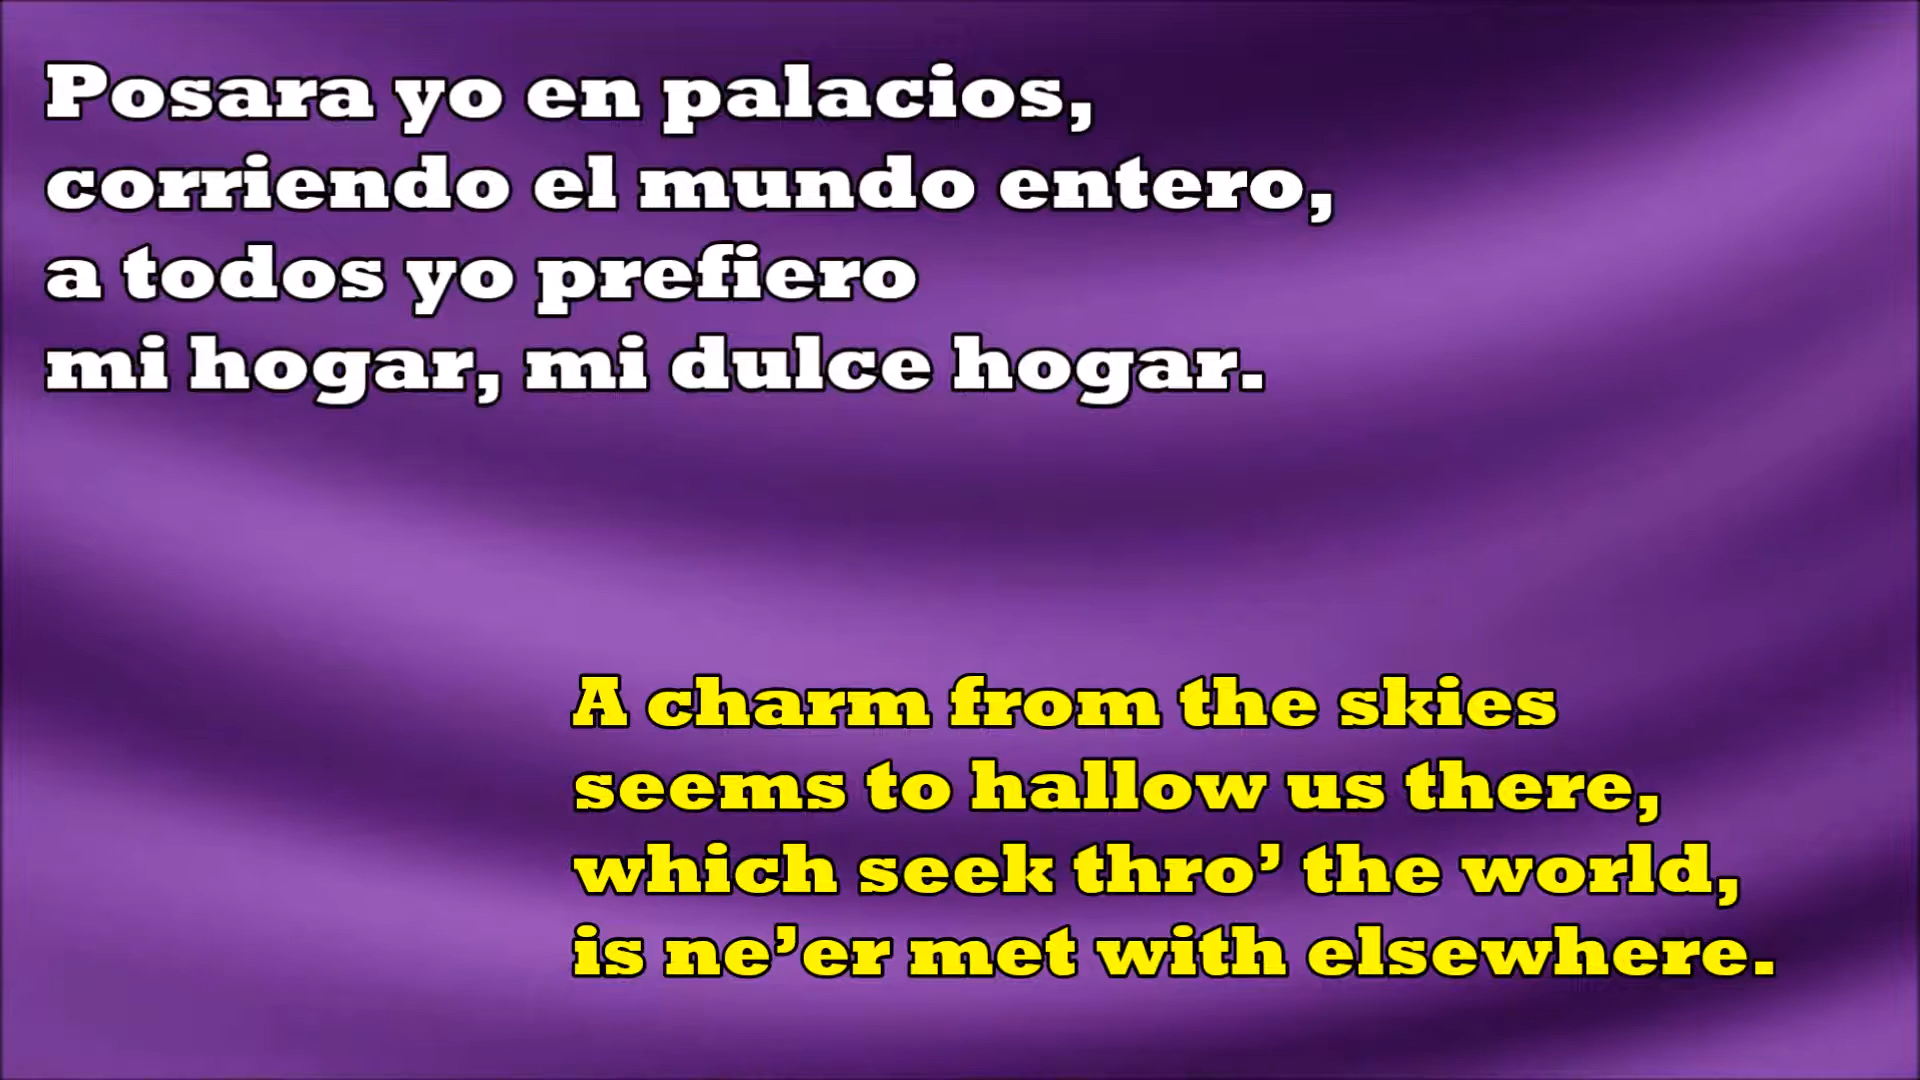 Posara yo en palacios,
corriendo el mundo entero,
a todos yo prefiero
mi hogar, mi dulce hogar.
A charm from the skies
seems to hallow us there,
which seek thro’ the world,
is ne’er met with elsewhere.